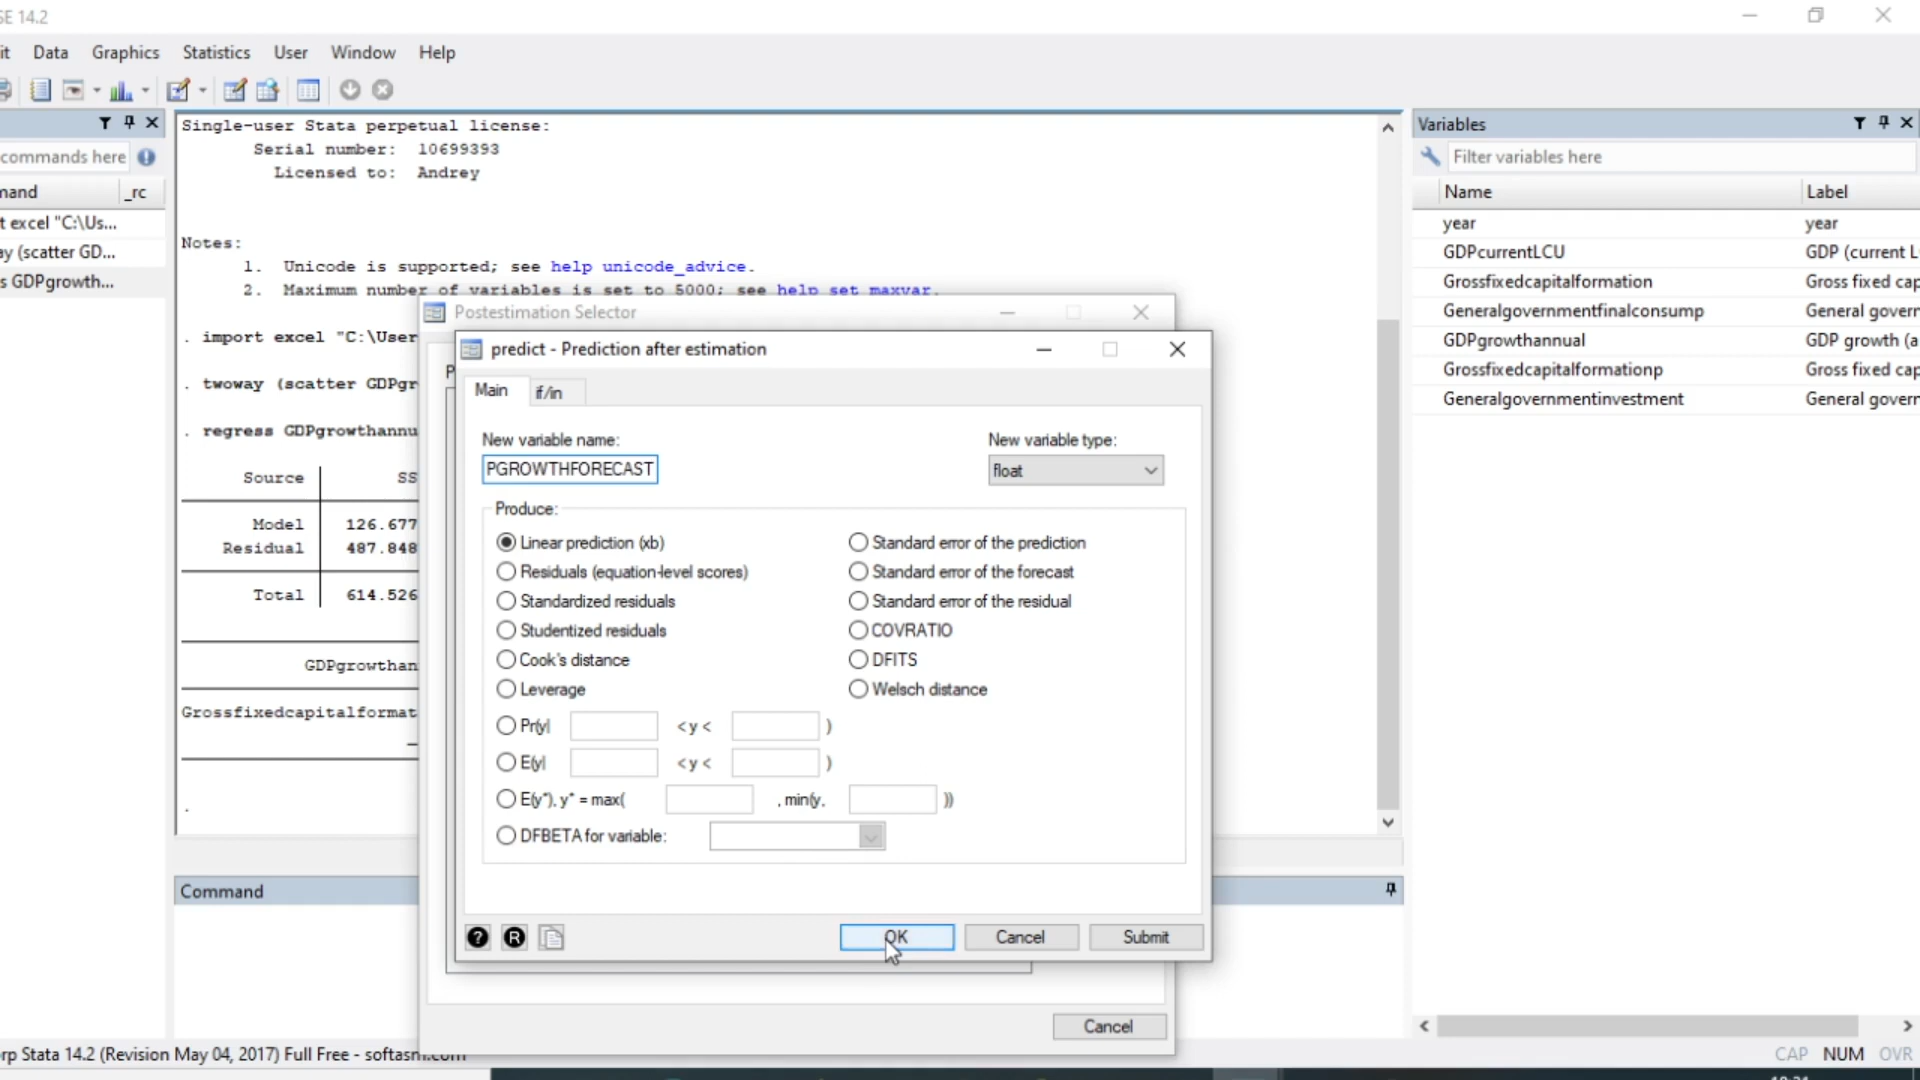 SE 14.2
it Data Graphics Statistics User Window Help
commands here
mand _rc
t excel "C:\Us...
ay (scatter GD...
s GDPgrowth...
Single-user Stata perpetual license:
Serial number: 10699393
Licensed to: Andrey
Notes:
1. Unicode is supported; see help unicode_advice.
2. Maximum number of variables is set to 5000; see help set_maxvar.
. import excel "C:\User
. twoway (scatter GDPgr
. regress GDPgrowthannu
Source SS
Model 126.677
Residual 487.848
Total 614.526
GDPgrowthan
Grossfixedcapitalformat
.
Command
Postestimation Selector
P
predict - Prediction after estimation
Main if/in
New variable name: New variable type:
PGROWTHFORECAST float
Produce:
Linear prediction (xb) Standard error of the prediction
Residuals (equation-level scores) Standard error of the forecast
Standardized residuals Standard error of the residual
Studentized residuals COVRATIO
Cook's distance DFITS
Leverage Welsch distance
Pr(y| < y < )
E(y| < y < )
E(y*), y* = max( , min(y, ))
DFBETA for variable:
OK Cancel Submit
Cancel
Variables
Filter variables here
Name Label
year year
GDPcurrentLCU GDP (current L
Grossfixedcapitalformation Gross fixed cap
Generalgovernmentfinalconsump General govern
GDPgrowthannual GDP growth (a
Grossfixedcapitalformationp Gross fixed cap
Generalgovernmentinvestment General govern
rp Stata 14.2 (Revision May 04, 2017) Full Free - CAP NUM OVR